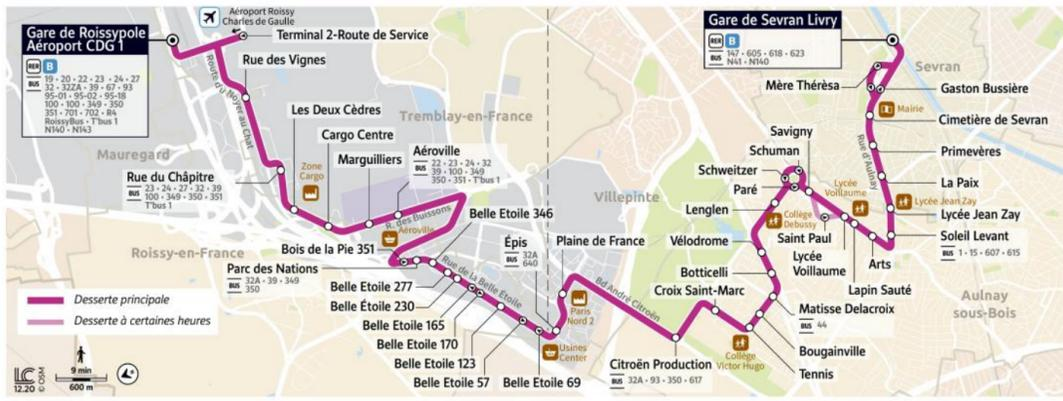 Gare de Roissypole
Aéroport CDG 1
RER B
BUS
19 • 20 • 22 • 23 • 24 • 27
32 • 32ZA • 39 • 67 • 93
95-01 • 95-02 • 95-18
100 • 100 • 349 • 350
351 • 701 • 702 • R4
RoissyBus • T'bus 1
N140 • N143
Aéroport Roissy
Charles de Gaulle
Terminal 2-Route de Service
Rue des Vignes
Route d'u Noyer au Chat
Les Deux Cèdres
Cargo Centre
Marguilliers
Zone
Cargo
Mauregard
Tremblay-en-France
Rue du Châpitre
BUS
23 • 24 • 27 • 32 • 39
100 • 349 • 350 • 351
T'bus 1
Aéroville
BUS
22 • 23 • 24 • 32
39 • 100 • 349
350 • 351 • T'bus 1
R. des Buissons
Aéroville
Roissy-en-France
Bois de la Pie 351
Parc des Nations
BUS
32A • 39 • 349
350
Belle Etoile 346
Rue de La Belle Etoile
Belle Etoile 277
Belle Étoile 230
Belle Etoile 165
Belle Etoile 170
Belle Etoile 123
Belle Etoile 57
Belle Etoile 69
Épis
BUS
32A
640
Usines
Center
Plaine de France
Paris
Nord 2
Villepinte
Bd André Citroën
Citroën Production
BUS 32A • 93 • 350 • 617
Croix Saint-Marc
Collège
Victor Hugo
Tennis
Bougainville
Matisse Delacroix
BUS 44
Botticelli
Vélodrome
Lenglen
Collège
Debussy
Paré
Schweitzer
Schuman
Savigny
Saint Paul
Lycée
Voillaume
Lycée
Voillaume
Lapin Sauté
Arts
Soleil Levant
BUS 1 • 15 • 607 • 615
Lycée Jean Zay
Lycée Jean Zay
La Paix
Primevères
Rue d'Aulnay
Cimetière de Sevran
Mairie
Gaston Bussière
Mère Thérèsa
Sevran
Aulnay
sous-Bois
Gare de Sevran Livry
RER B
BUS
147 • 605 • 618 • 623
N41 • N140
Desserte principale
Desserte à certaines heures
9 min
600 m
12.20
© OSM